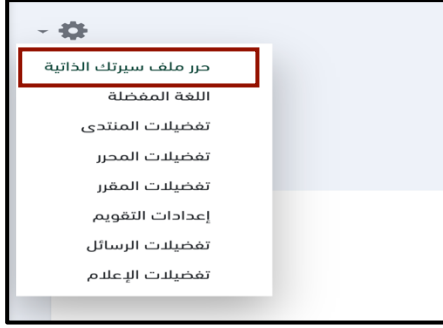 حرر ملف سيرتك الذاتية
اللغة المفضلة
تفضيلات المنتدى
تفضيلات المحرر
تفضيلات المقرر
إعدادات التقويم
تفضيلات الرسائل
تفضيلات الإعلام